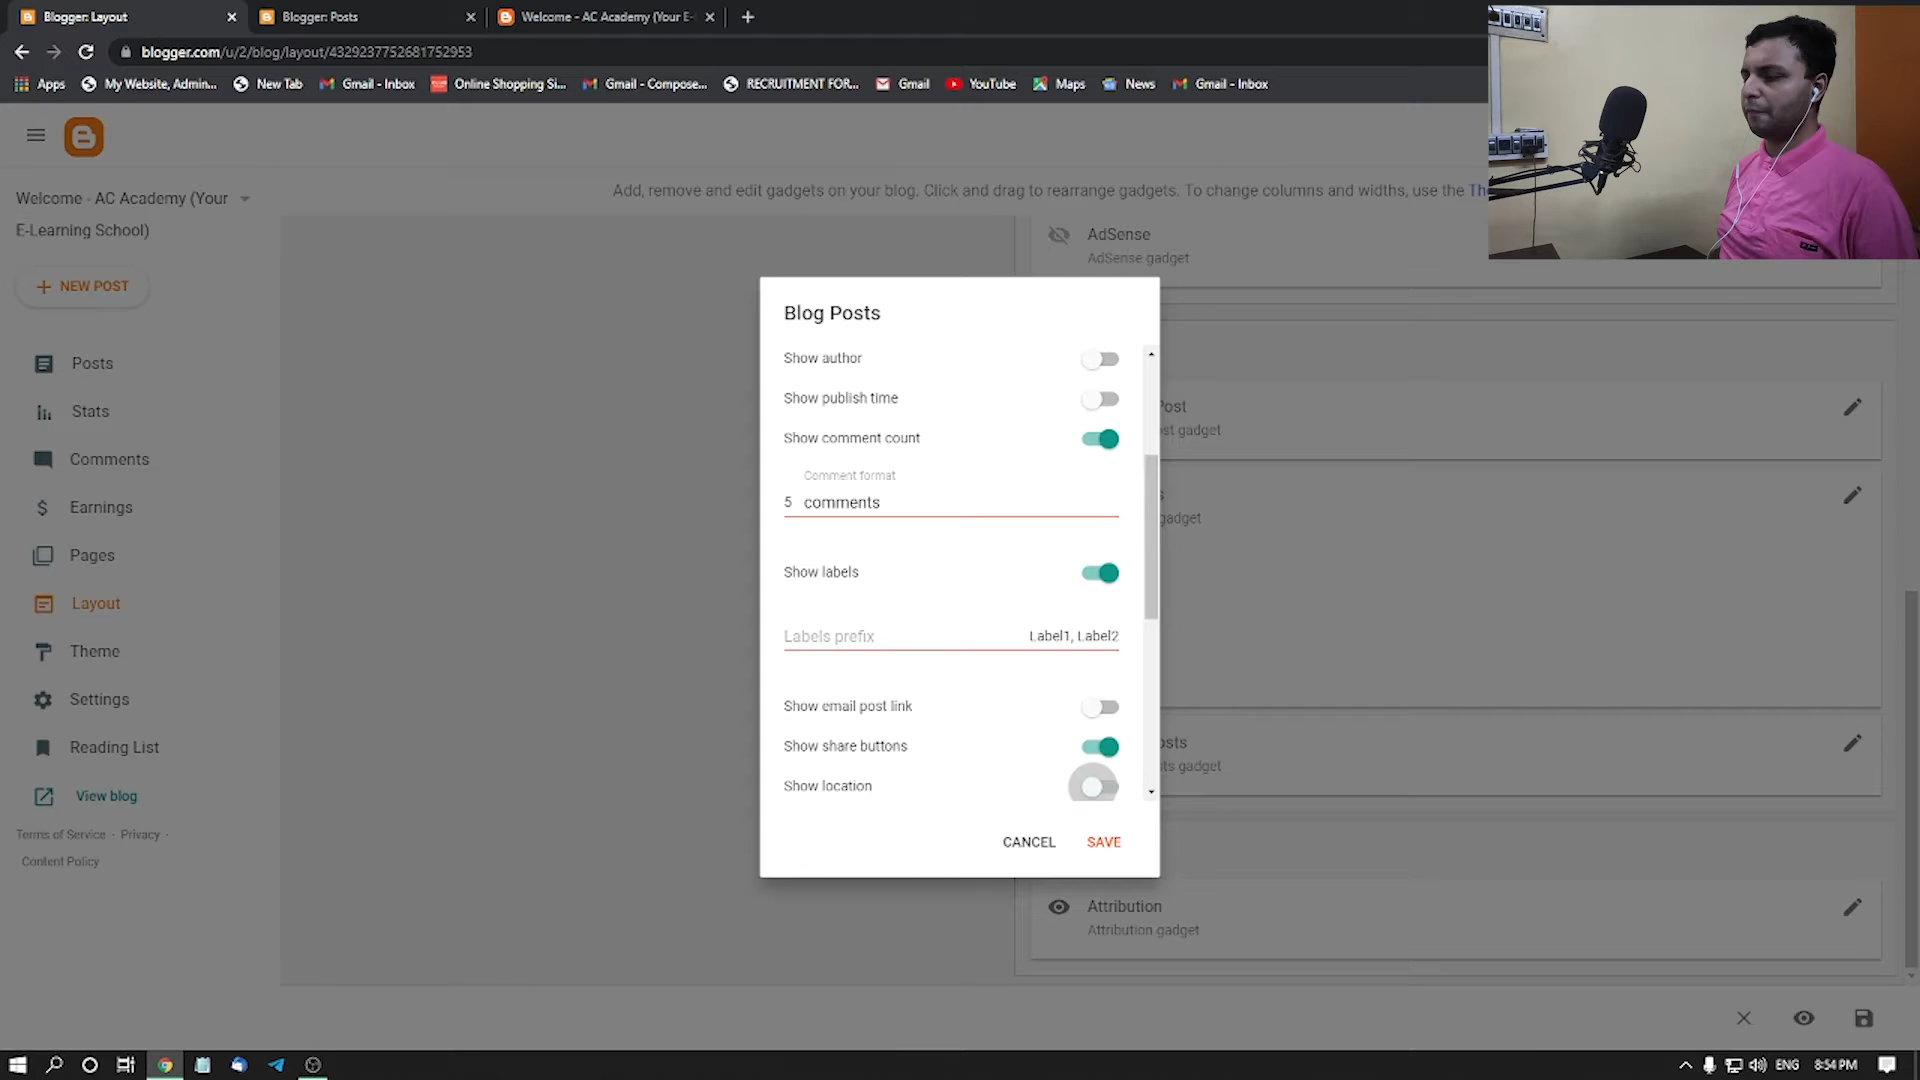 Blogger: Layout
Blogger: Posts
Welcome - AC Academy (Your E-
blogger.com/u/2/blog/layout/4329237752681752953
Apps
My Website, Admin...
New Tab
Gmail - Inbox
Online Shopping Si...
Gmail - Compose...
RECRUITMENT FOR...
Gmail
YouTube
Maps
News
Gmail - Inbox
Welcome - AC Academy (Your
E-Learning School)
Add, remove and edit gadgets on your blog. Click and drag to rearrange gadgets. To change columns and widths, use the Th
NEW POST
Posts
Stats
Comments
Earnings
Pages
Layout
Theme
Settings
Reading List
View blog
Terms of Service · Privacy ·
Content Policy
AdSense
AdSense gadget
Blog Posts
Show author
Show publish time
Show comment count
Comment format
5 comments
Show labels
Labels prefix
Label1, Label2
Show email post link
Show share buttons
Show location
CANCEL
SAVE
Post
st gadget
s
gadget
osts
ts gadget
Attribution
Attribution gadget
ENG
8:54 PM